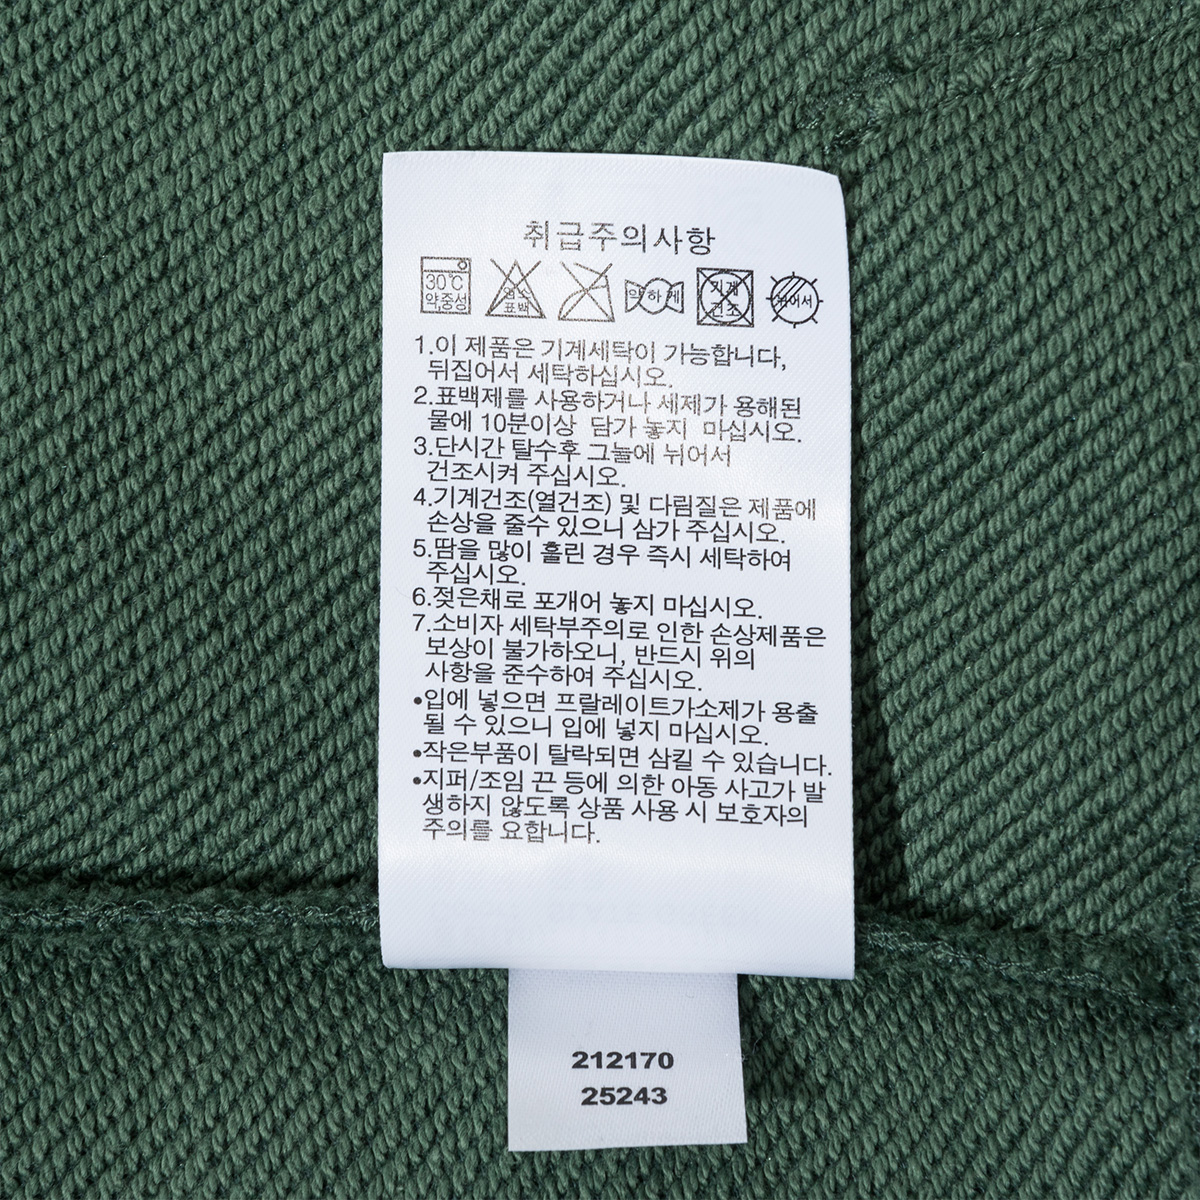 취급주의사항
30℃
약,중성
염소
표백
약하게
기계
건조
뉘어서
1.이 제품은 기계세탁이 가능합니다,
뒤집어서 세탁하십시오.
2.표백제를 사용하거나 세제가 용해된
물에 10분이상 담가 놓지 마십시오.
3.단시간 탈수후 그늘에 뉘어서
건조시켜 주십시오.
4.기계건조(열건조) 및 다림질은 제품에
손상을 줄수 있으니 삼가 주십시오.
5.땀을 많이 흘린 경우 즉시 세탁하여
주십시오.
6.젖은채로 포개어 놓지 마십시오.
7.소비자 세탁부주의로 인한 손상제품은
보상이 불가하오니, 반드시 위의
사항을 준수하여 주십시오.
•입에 넣으면 프탈레이트가소제가 용출
될 수 있으니 입에 넣지 마십시오.
•작은부품이 탈락되면 삼킬 수 있습니다.
•지퍼/조임 끈 등에 의한 아동 사고가 발
생하지 않도록 상품 사용 시 보호자의
주의를 요합니다.
212170
25243